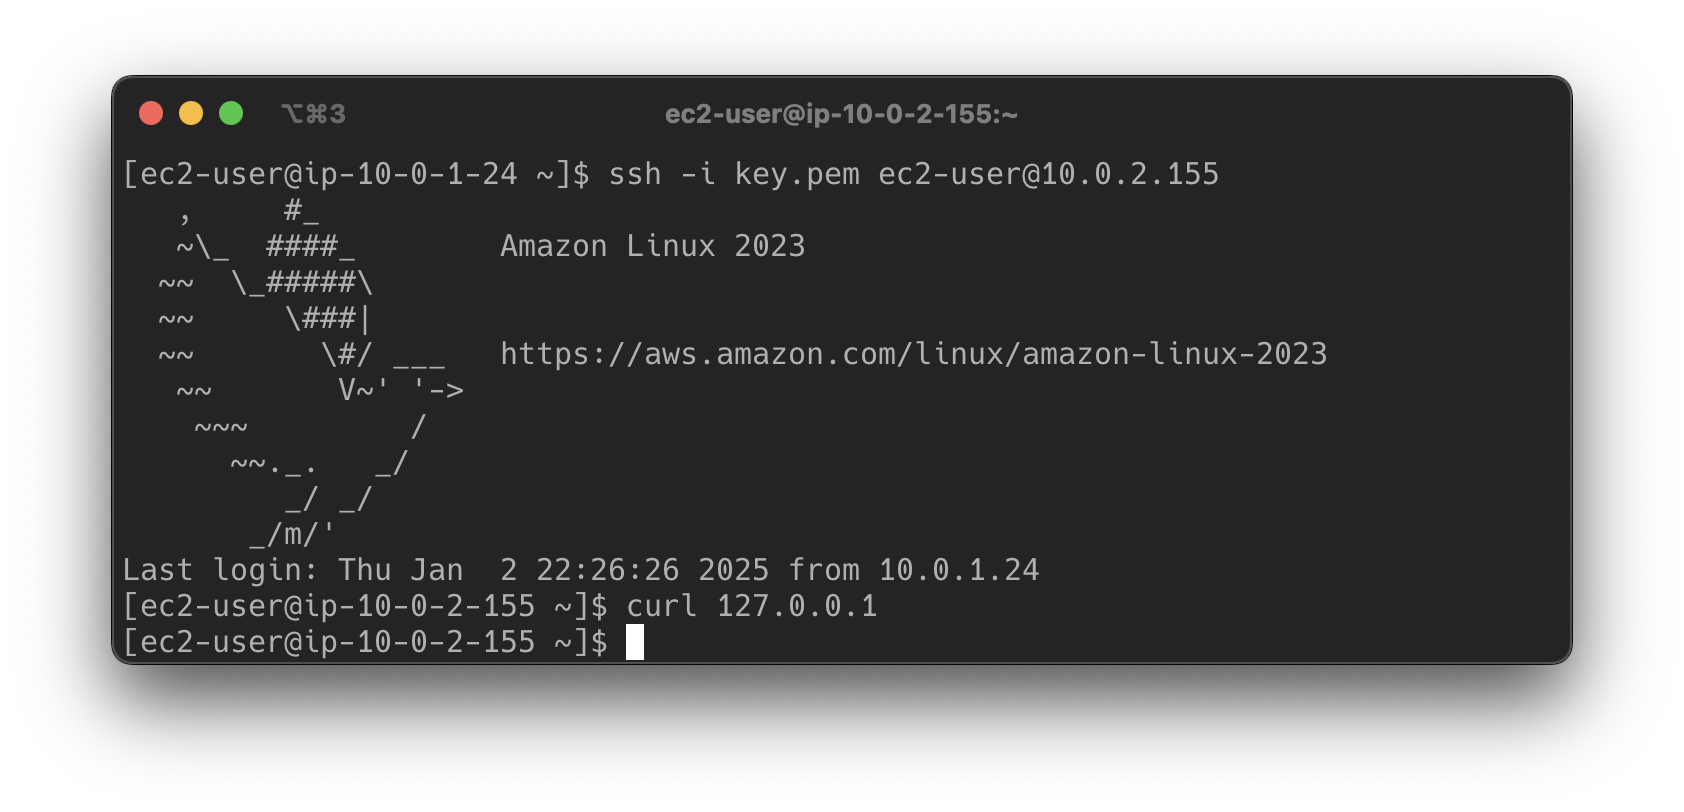 ⌥⌘3 ec2-user@ip-10-0-2-155:~
[ec2-user@ip-10-0-1-24 ~]$ ssh -i key.pem ec2-user@10.0.2.155
   ,     #_
   ~\_  ####_        Amazon Linux 2023
  ~~  \_#####\
  ~~     \###|
  ~~       \#/ ___   https://aws.amazon.com/linux/amazon-linux-2023
   ~~       V~' '->
    ~~~         /
      ~~._.   _/
         _/ _/
       _/m/'
Last login: Thu Jan  2 22:26:26 2025 from 10.0.1.24
[ec2-user@ip-10-0-2-155 ~]$ curl 127.0.0.1
[ec2-user@ip-10-0-2-155 ~]$